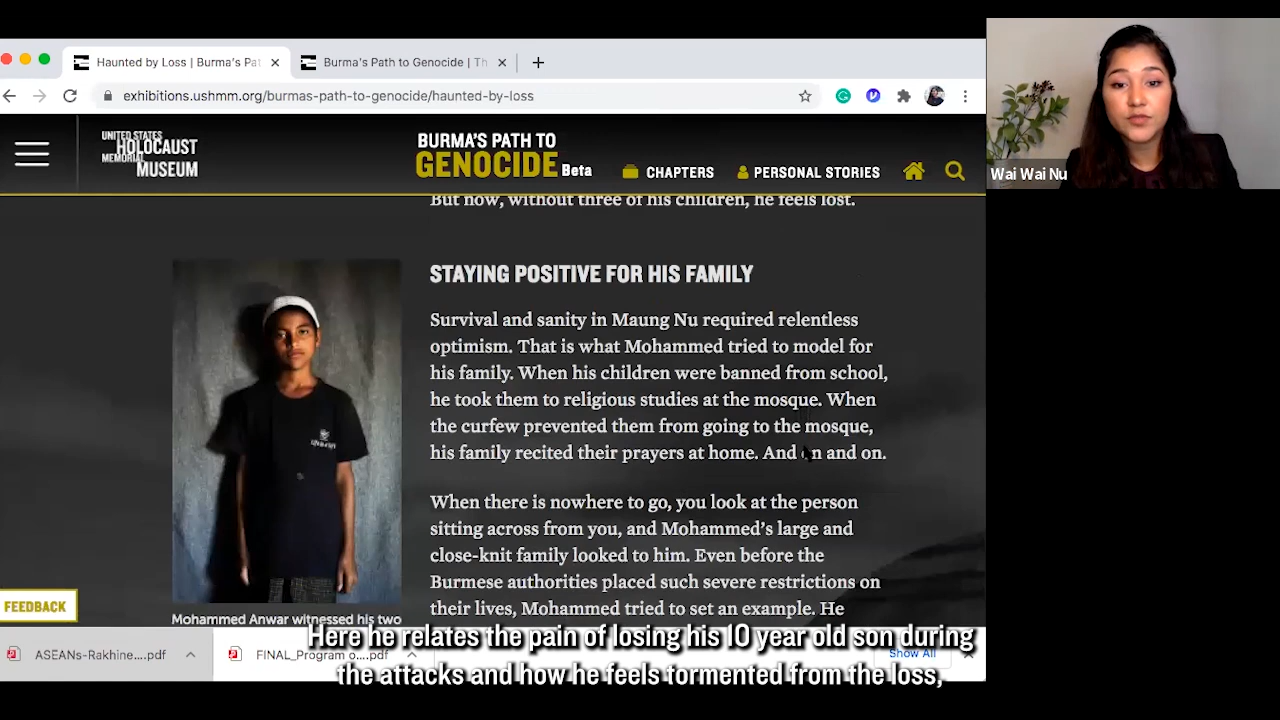 Haunted by Loss | Burma's Pat
Burma's Path to Genocide | Th
exhibitions.ushmm.org/burmas-path-to-genocide/haunted-by-loss
UNITED STATES
HOLOCAUST
MEMORIAL
MUSEUM
BURMA'S PATH TO
GENOCIDE Beta
CHAPTERS
PERSONAL STORIES
Wai Wai Nu
But now, without three of his children, he feels lost.
STAYING POSITIVE FOR HIS FAMILY
Survival and sanity in Maung Nu required relentless
optimism. That is what Mohammed tried to model for
his family. When his children were banned from school,
he took them to religious studies at the mosque. When
the curfew prevented them from going to the mosque,
his family recited their prayers at home. And on and on.
When there is nowhere to go, you look at the person
sitting across from you, and Mohammed's large and
close-knit family looked to him. Even before the
Burmese authorities placed such severe restrictions on
their lives, Mohammed tried to set an example. He
Mohammed Anwar witnessed his two
FEEDBACK
ASEANs-Rakhine....pdf
FINAL_Program o....pdf
Show All
Here he relates the pain of losing his 10 year old son during
the attacks and how he feels tormented from the loss,